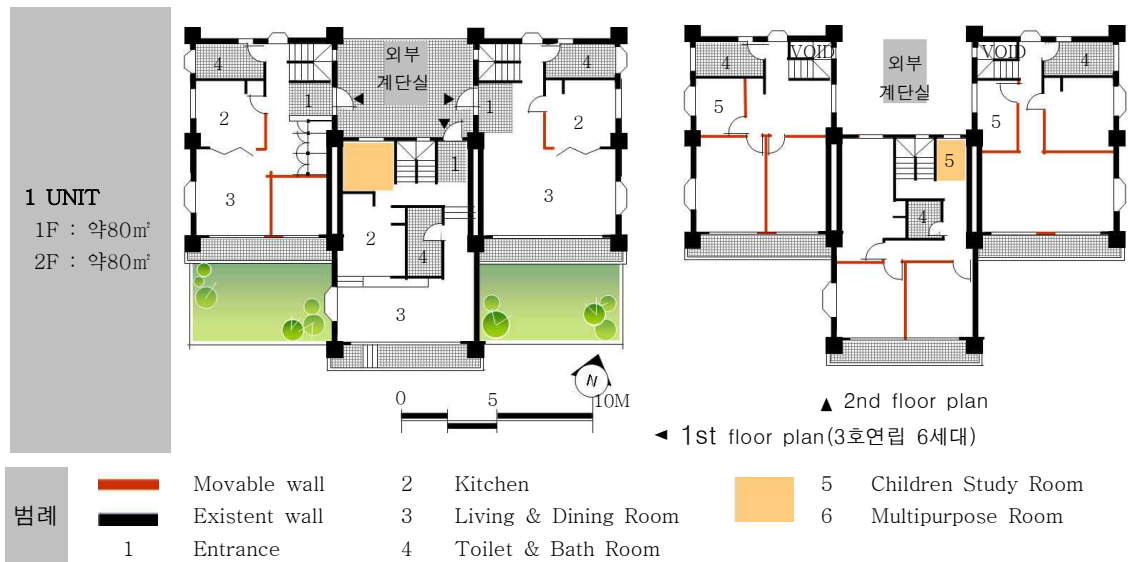 1 UNIT
1F : 약80㎡
2F : 약80㎡
외부
계단실
4
4
1
1
2
2
1
3
3
2
4
3
VOID
VOID
외부
계단실
4
4
5
5
5
4
N
0 5 10M
▲ 2nd floor plan
◄ 1st floor plan(3호연립 6세대)
범례
Movable wall
Existent wall
1 Entrance
2 Kitchen
3 Living & Dining Room
4 Toilet & Bath Room
5 Children Study Room
6 Multipurpose Room